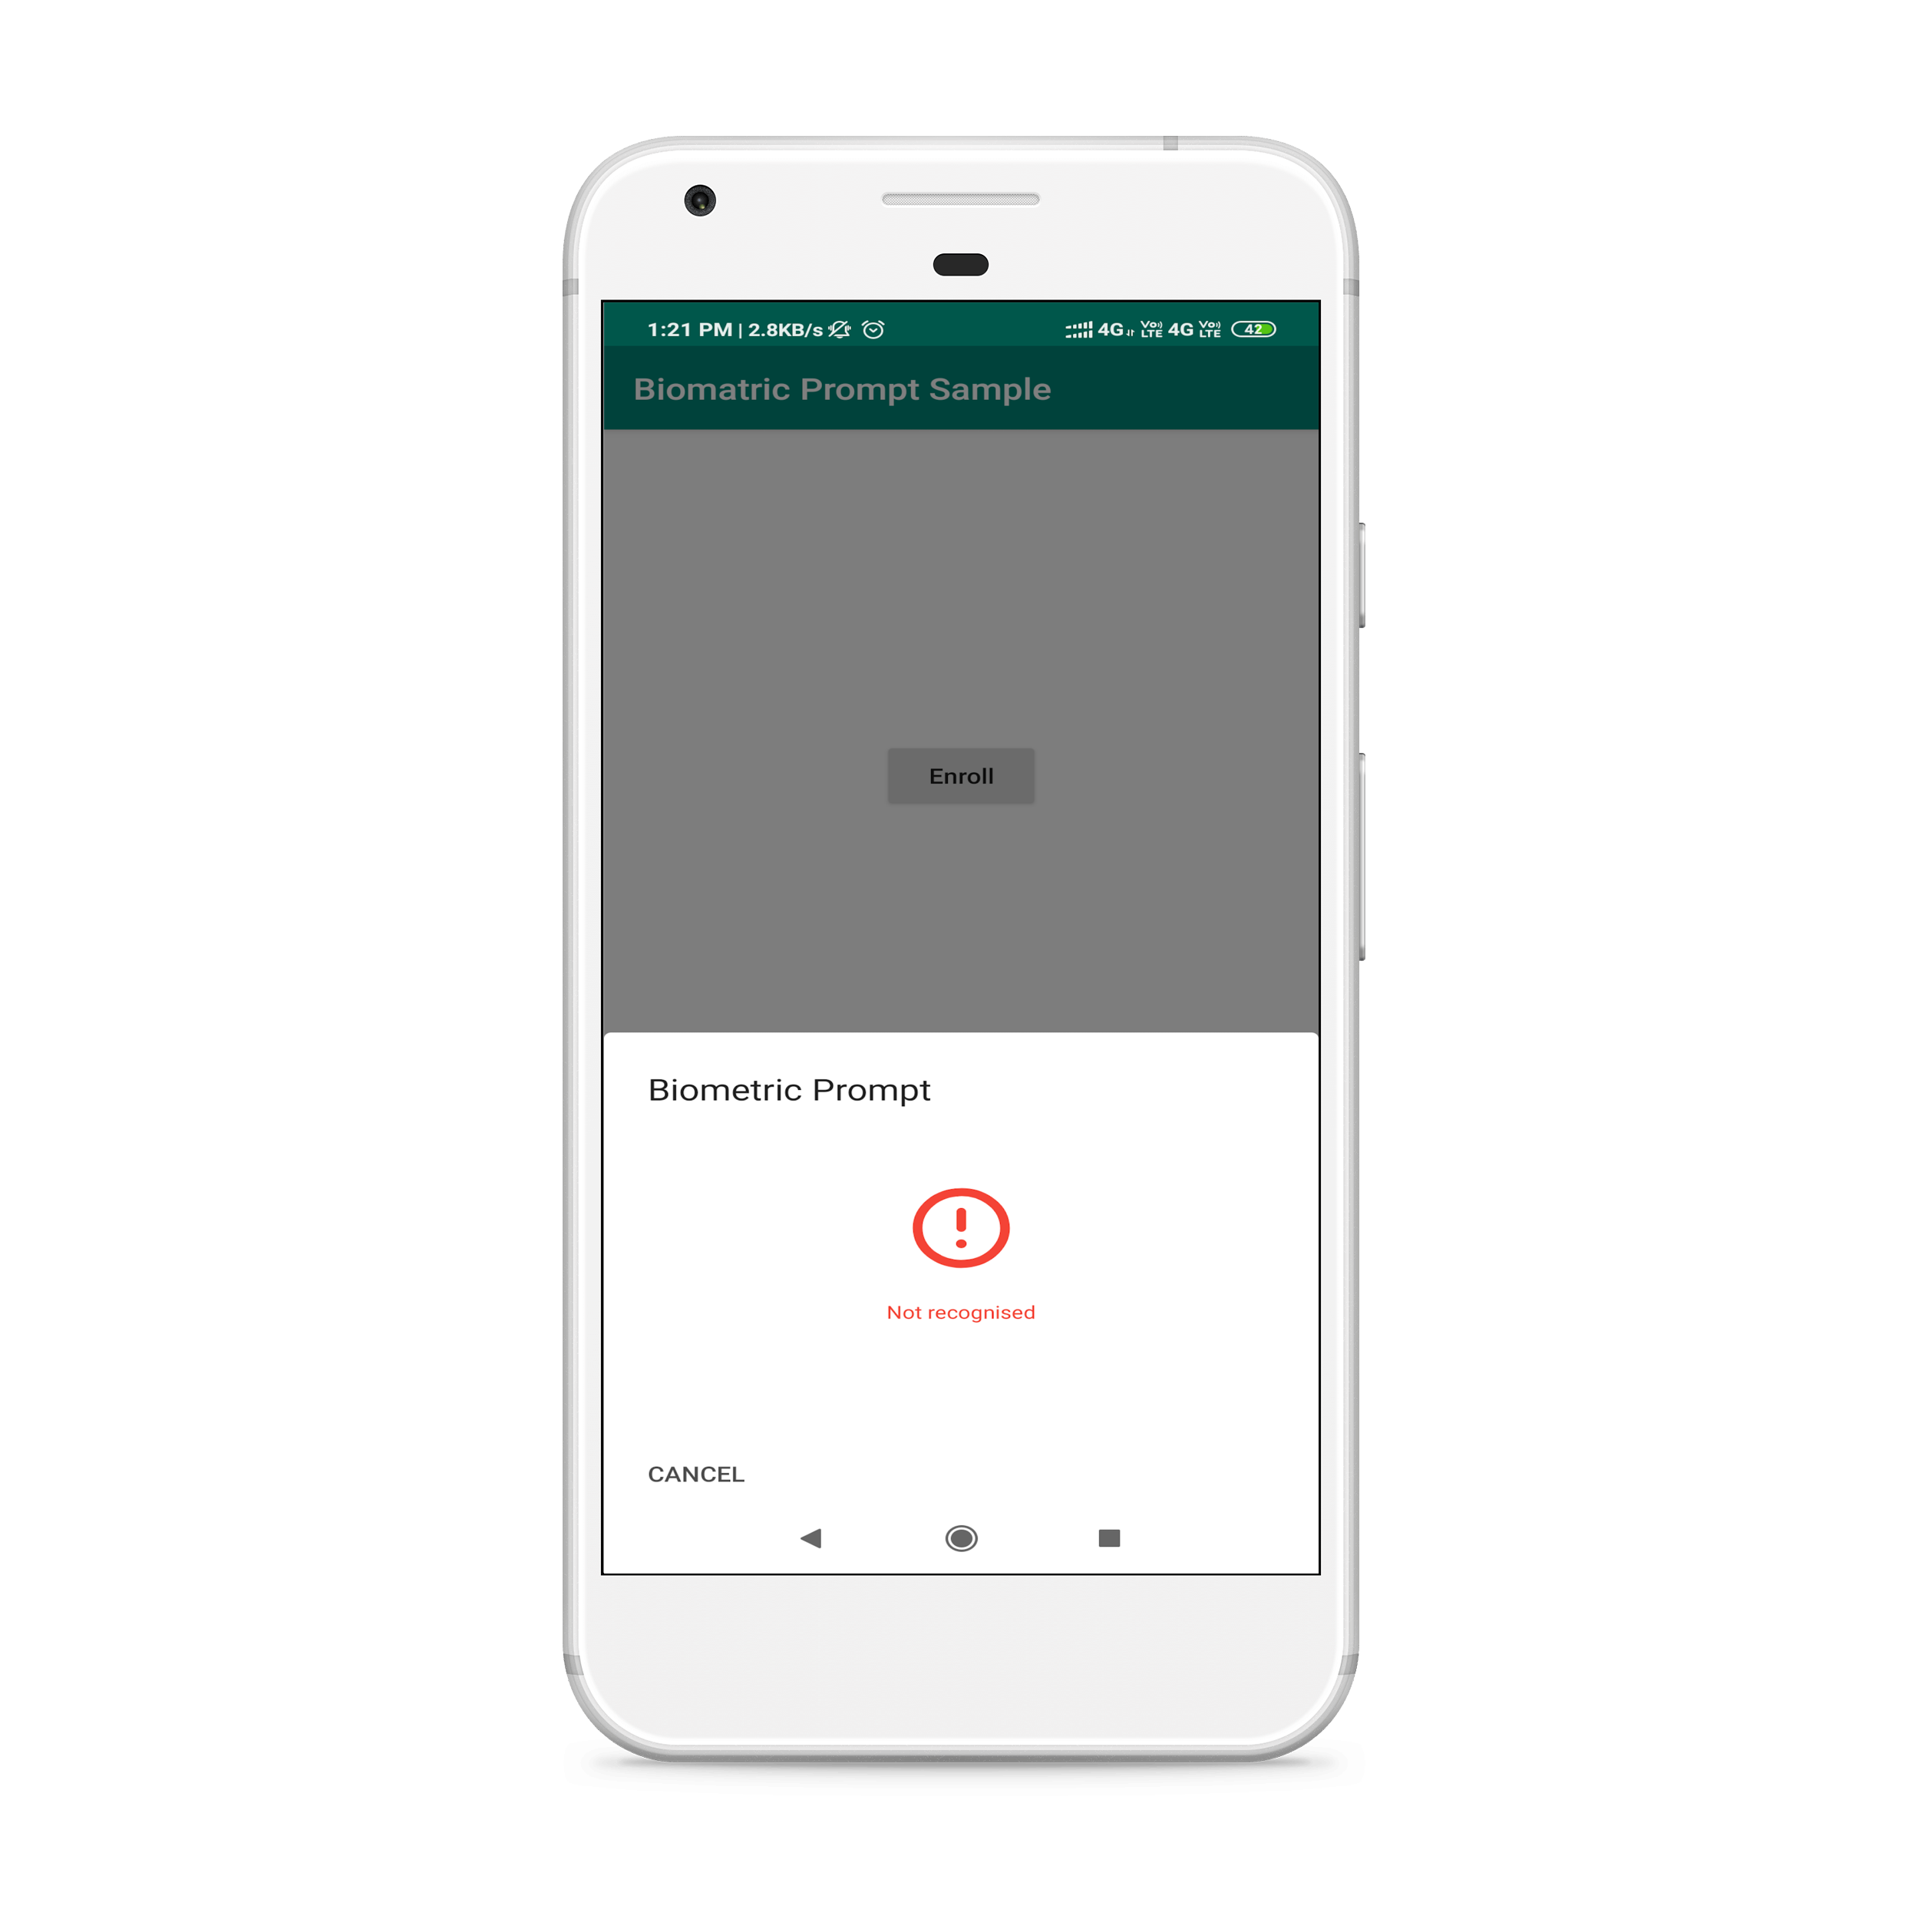 1:21 PM | 2.8KB/s 4G Vo) LTE 4G Vo) LTE 42
Biomatric Prompt Sample
Enroll
Biometric Prompt
Not recognised
CANCEL